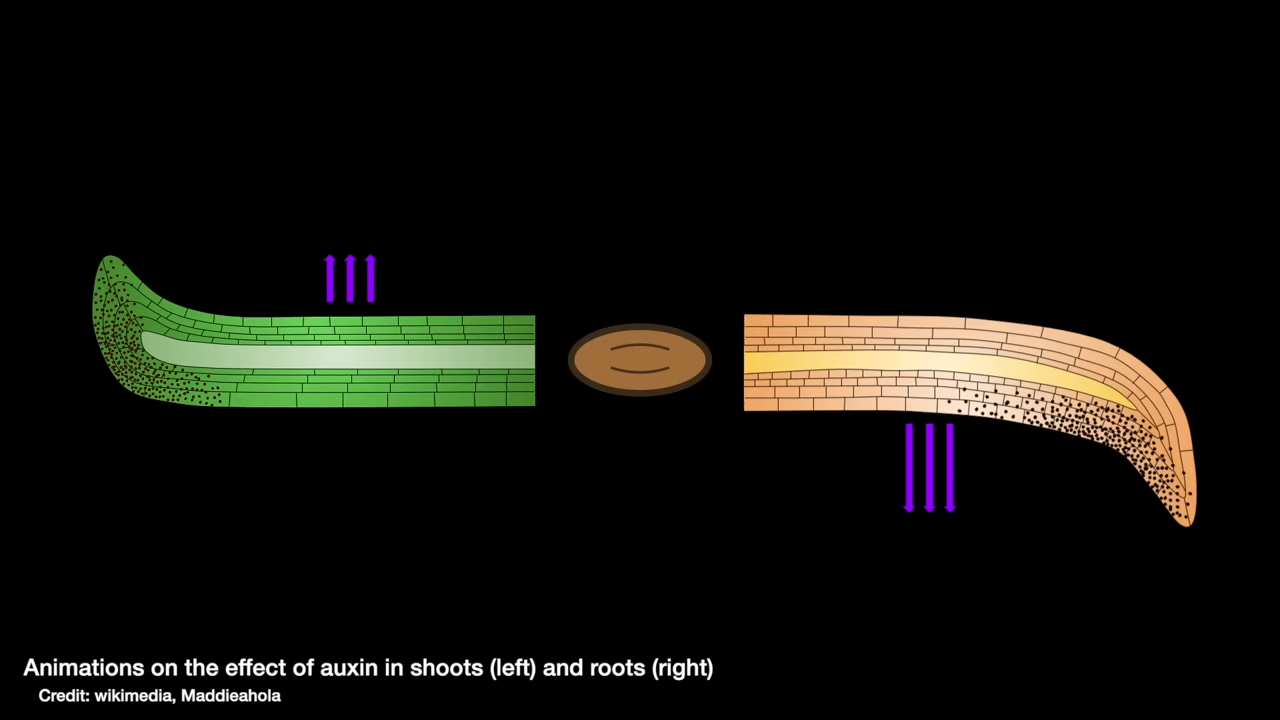 Animations on the effect of auxin in shoots (left) and roots (right)
Credit: wikimedia, Maddieahola